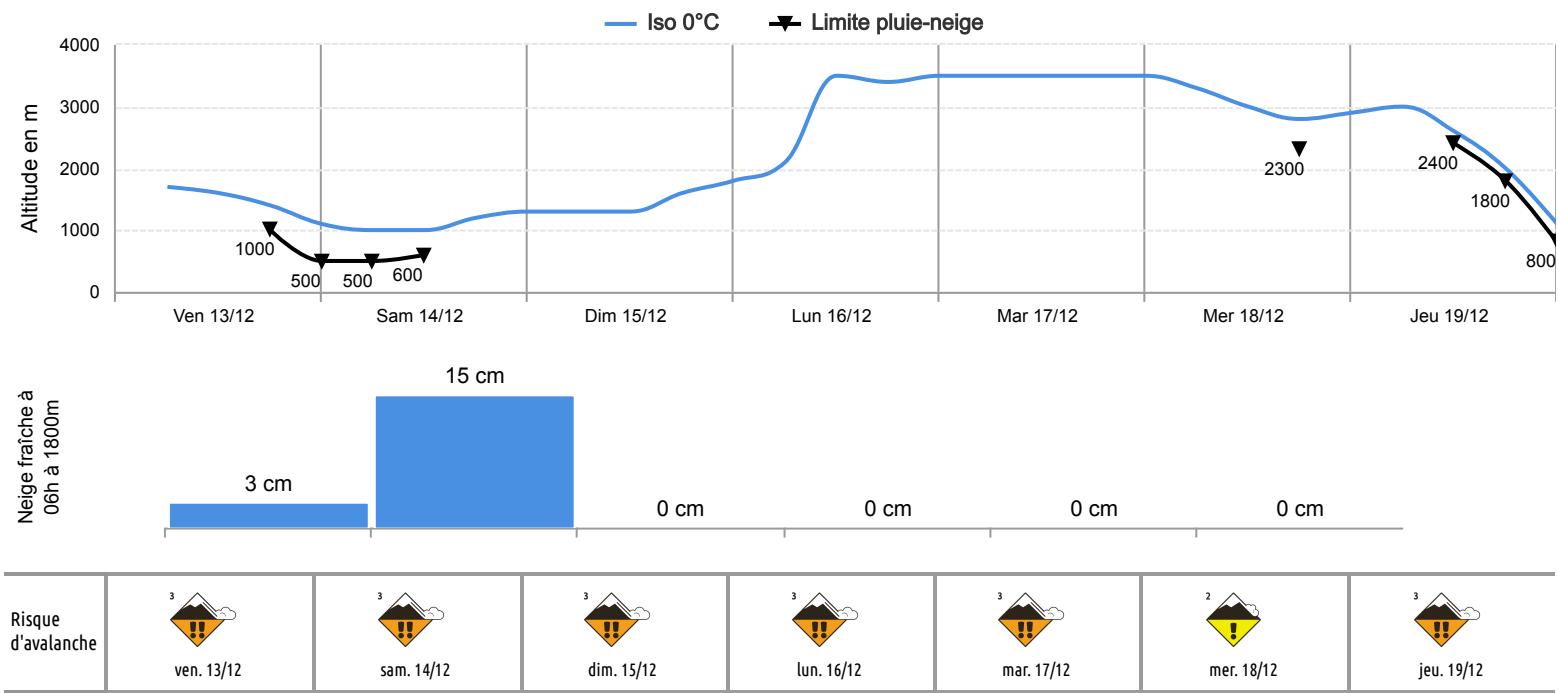 Iso 0°C Limite pluie-neige
Altitude en m
4000
3000
2000
1000
0
1000
500
500
600
2300
2400
1800
800
Ven 13/12 Sam 14/12 Dim 15/12 Lun 16/12 Mar 17/12 Mer 18/12 Jeu 19/12
Neige fraîche à
06h à 1800m
3 cm 15 cm 0 cm 0 cm 0 cm 0 cm
Risque
d'avalanche
3 3 3 3 3 2 3
ven. 13/12 sam. 14/12 dim. 15/12 lun. 16/12 mar. 17/12 mer. 18/12 jeu. 19/12